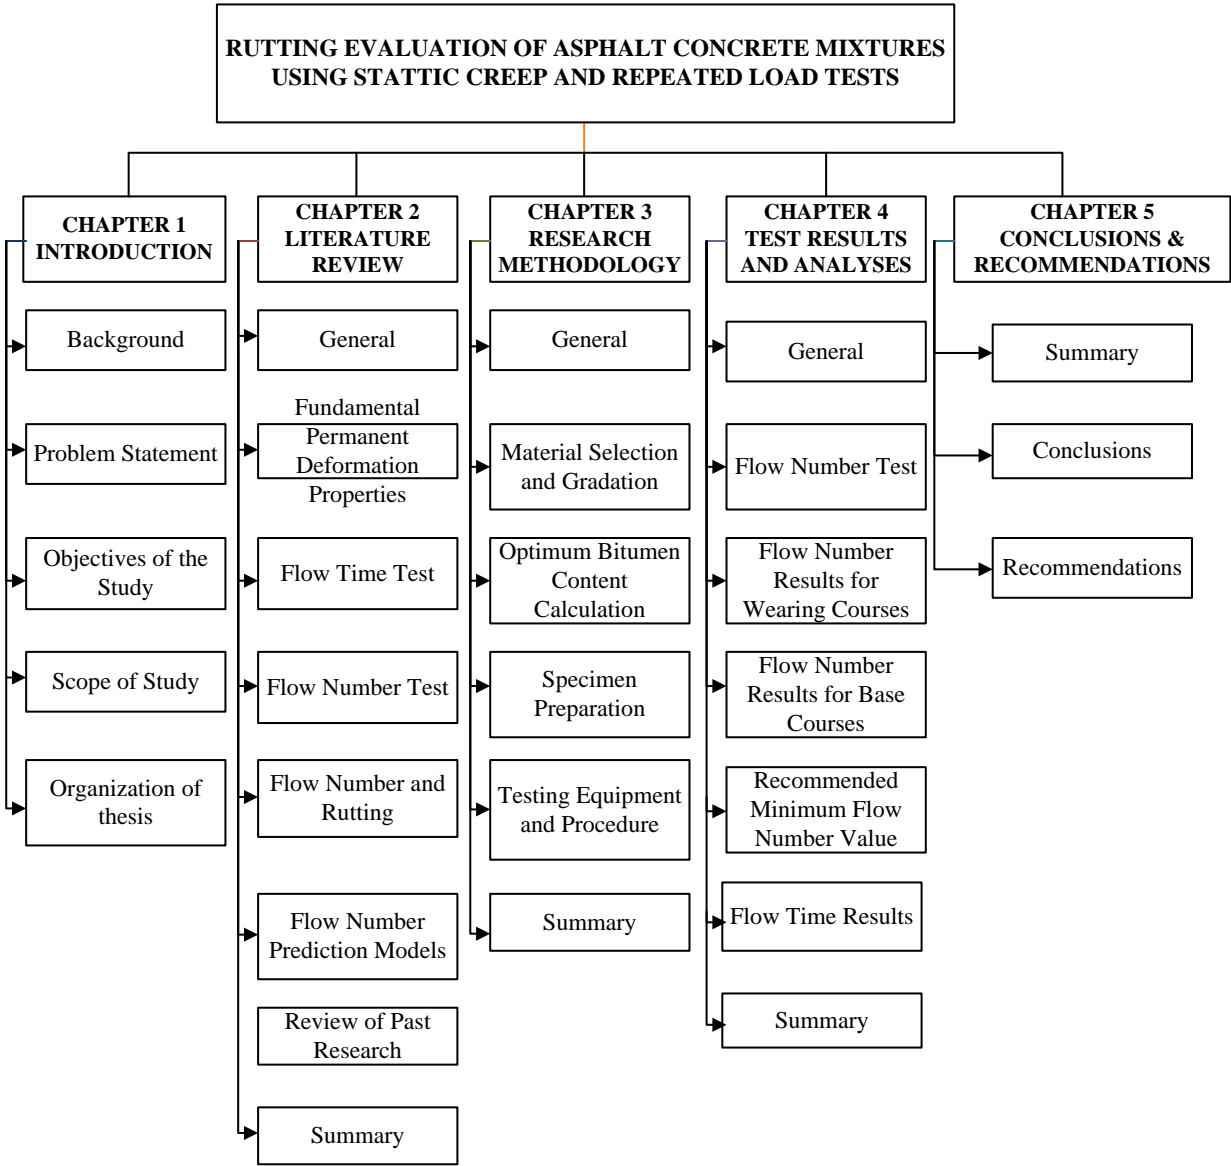 RUTTING EVALUATION OF ASPHALT CONCRETE MIXTURES
USING STATTIC CREEP AND REPEATED LOAD TESTS
CHAPTER 1
INTRODUCTION
Background
Problem Statement
Objectives of the
Study
Scope of Study
Organization of
thesis
CHAPTER 2
LITERATURE
REVIEW
General
Fundamental
Permanent
Deformation
Properties
Flow Time Test
Flow Number Test
Flow Number and
Rutting
Flow Number
Prediction Models
Review of Past
Research
Summary
CHAPTER 3
RESEARCH
METHODOLOGY
General
Material Selection
and Gradation
Optimum Bitumen
Content
Calculation
Specimen
Preparation
Testing Equipment
and Procedure
Summary
CHAPTER 4
TEST RESULTS
AND ANALYSES
General
Flow Number Test
Flow Number
Results for
Wearing Courses
Flow Number
Results for Base
Courses
Recommended
Minimum Flow
Number Value
Flow Time Results
Summary
CHAPTER 5
CONCLUSIONS &
RECOMMENDATIONS
Summary
Conclusions
Recommendations